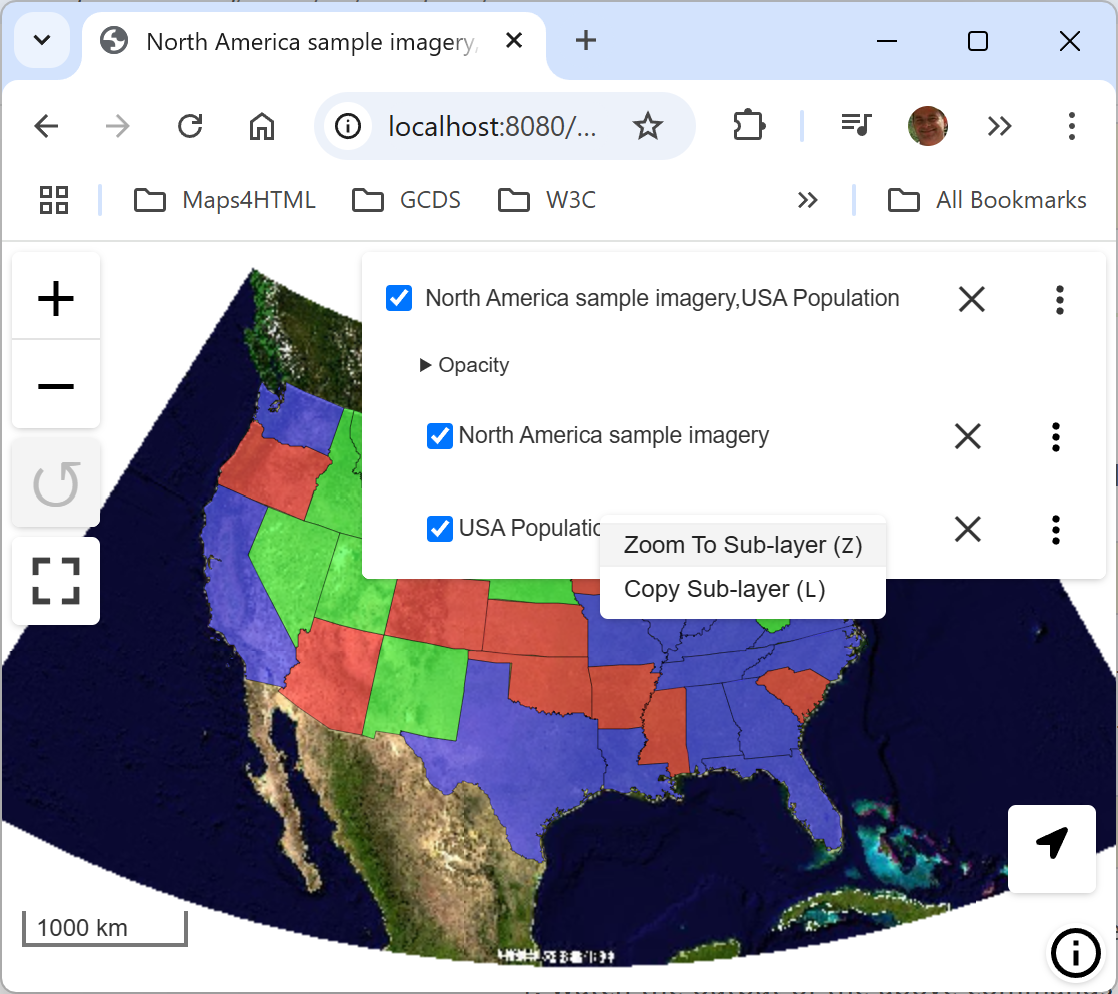 North America sample imagery,
localhost:8080/...
Maps4HTML
GCDS
W3C
All Bookmarks
North America sample imagery,USA Population
Opacity
North America sample imagery
USA Populatio
Zoom To Sub-layer (Z)
Copy Sub-layer (L)
1000 km